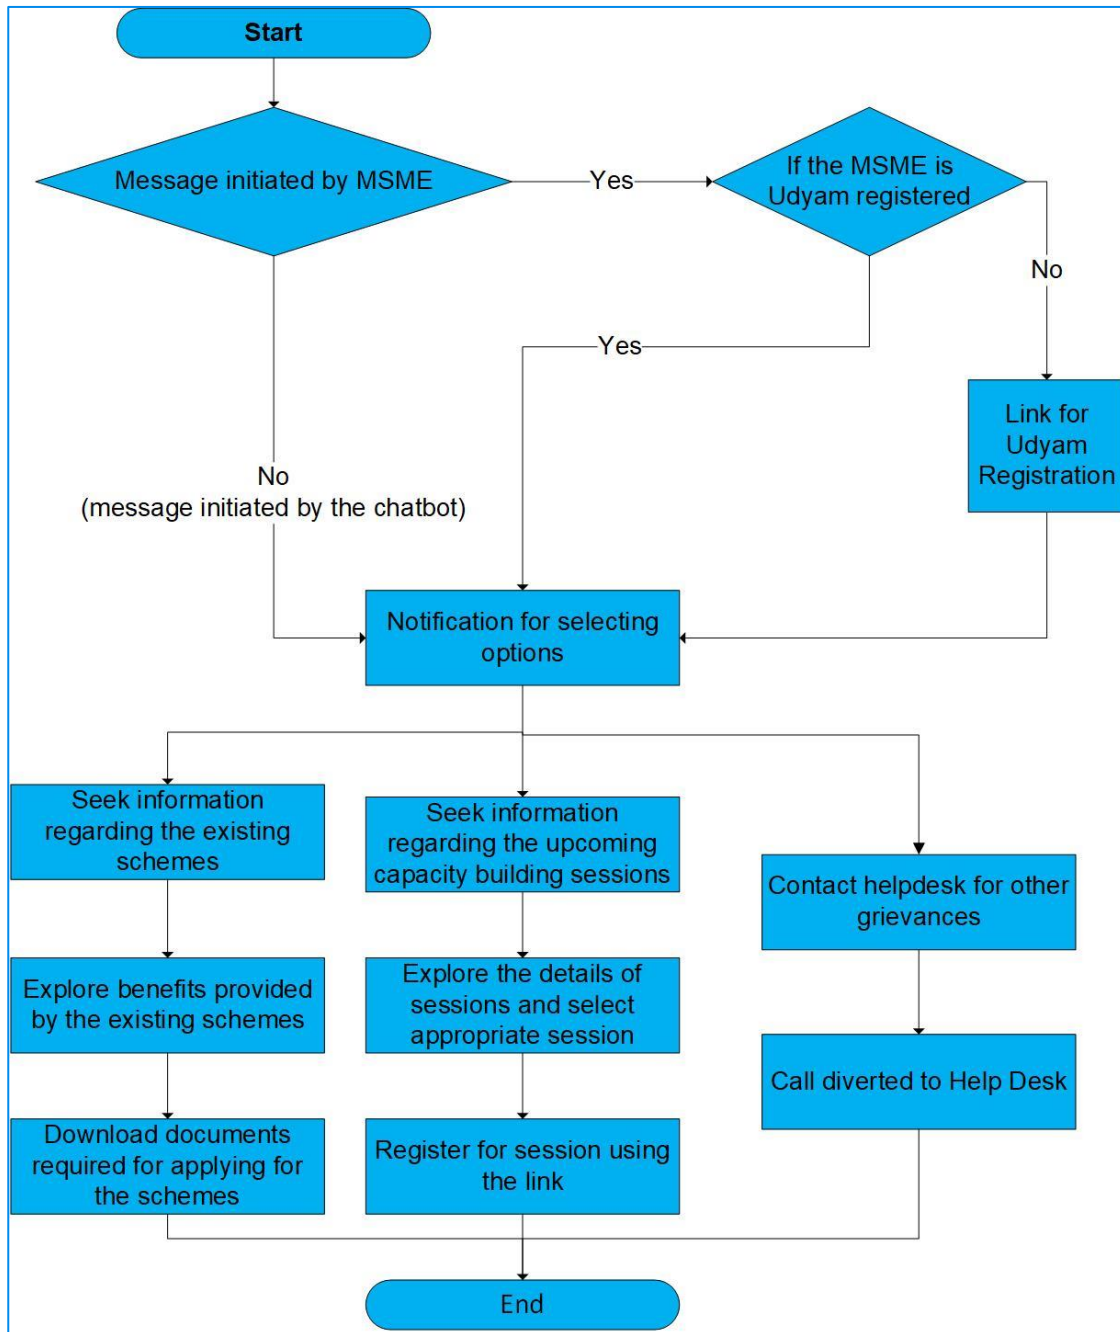 Start
Message initiated by MSME
Yes
If the MSME is
Udyam registered
No
Yes
Link for
Udyam
Registration
No
(message initiated by the chatbot)
Notification for selecting
options
Seek information
regarding the existing
schemes
Seek information
regarding the upcoming
capacity building sessions
Contact helpdesk for other
grievances
Explore benefits provided
by the existing schemes
Explore the details of
sessions and select
appropriate session
Call diverted to Help Desk
Download documents
required for applying for
the schemes
Register for session using
the link
End